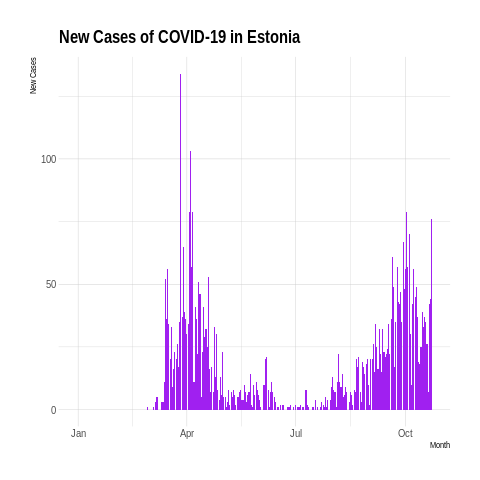 New Cases of COVID-19 in Estonia
New Cases
100
50
0
Jan Apr Jul Oct
Month